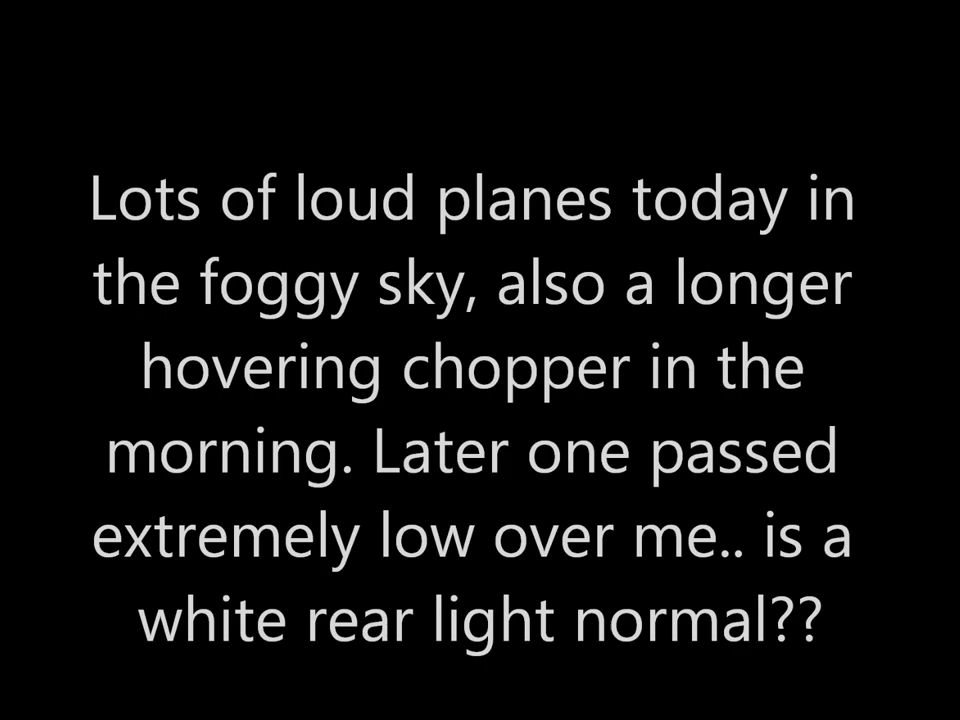 Lots of loud planes today in
the foggy sky, also a longer
hovering chopper in the
morning. Later one passed
extremely low over me.. is a
white rear light normal??